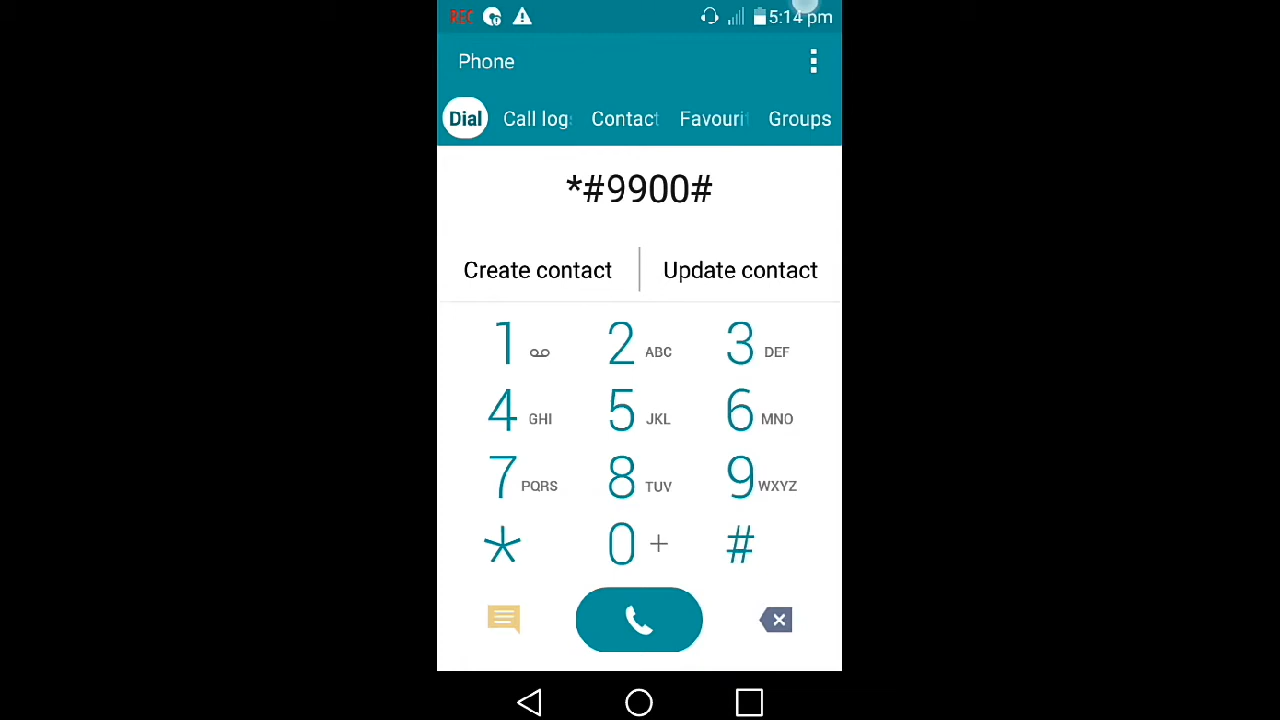 REC 5:14 pm
Phone
Dial Call log Contact Favouri Groups
*#9900#
Create contact Update contact
1 2 ABC 3 DEF
4 GHI 5 JKL 6 MNO
7 PQRS 8 TUV 9 WXYZ
* 0 + #